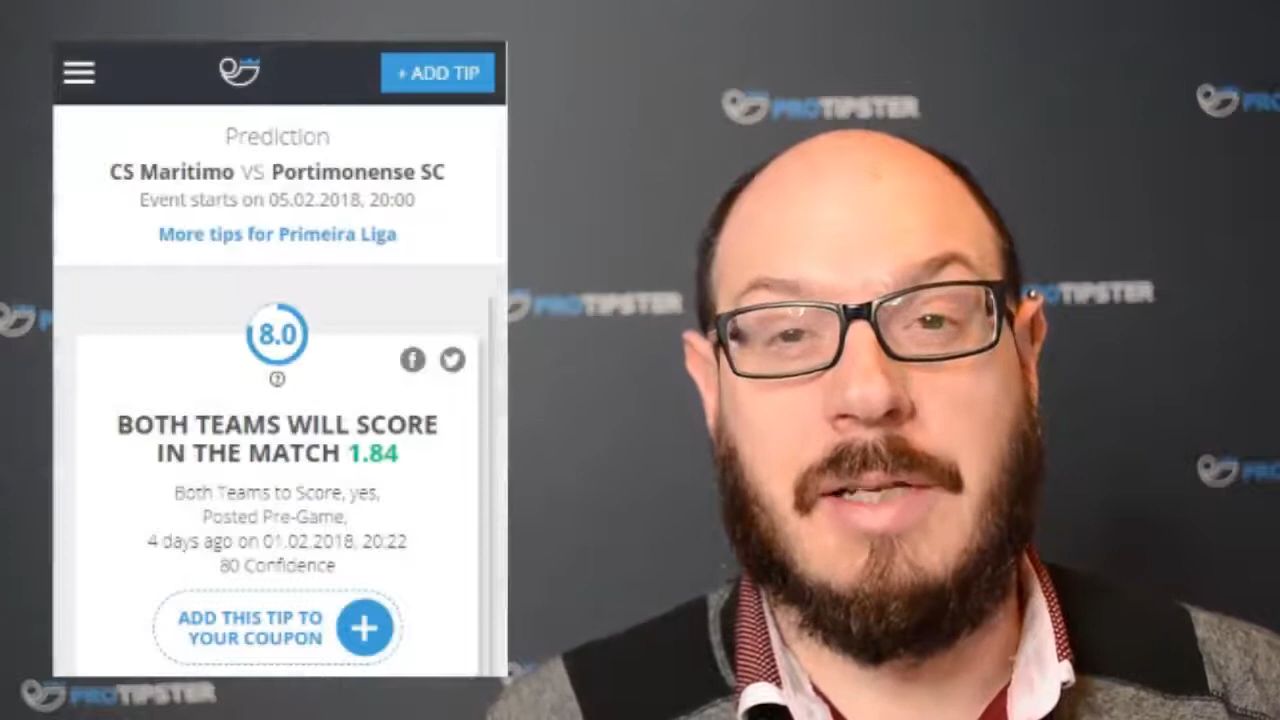 + ADD TIP
Prediction
CS Maritimo VS Portimonense SC
Event starts on 05.02.2018, 20:00
More tips for Primeira Liga
8.0
BOTH TEAMS WILL SCORE
IN THE MATCH 1.84
Both Teams to Score, yes,
Posted Pre-Game,
4 days ago on 01.02.2018, 20:22
80 Confidence
ADD THIS TIP TO
YOUR COUPON
PROTIPSTER
PROTIPSTER
PROTIPSTER
PROTIPSTER